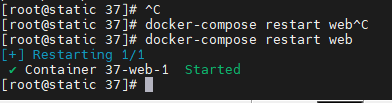 [root@static 37]# ^C
[root@static 37]# docker-compose restart web^C
[root@static 37]# docker-compose restart web
[+] Restarting 1/1
✔ Container 37-web-1  Started
[root@static 37]#